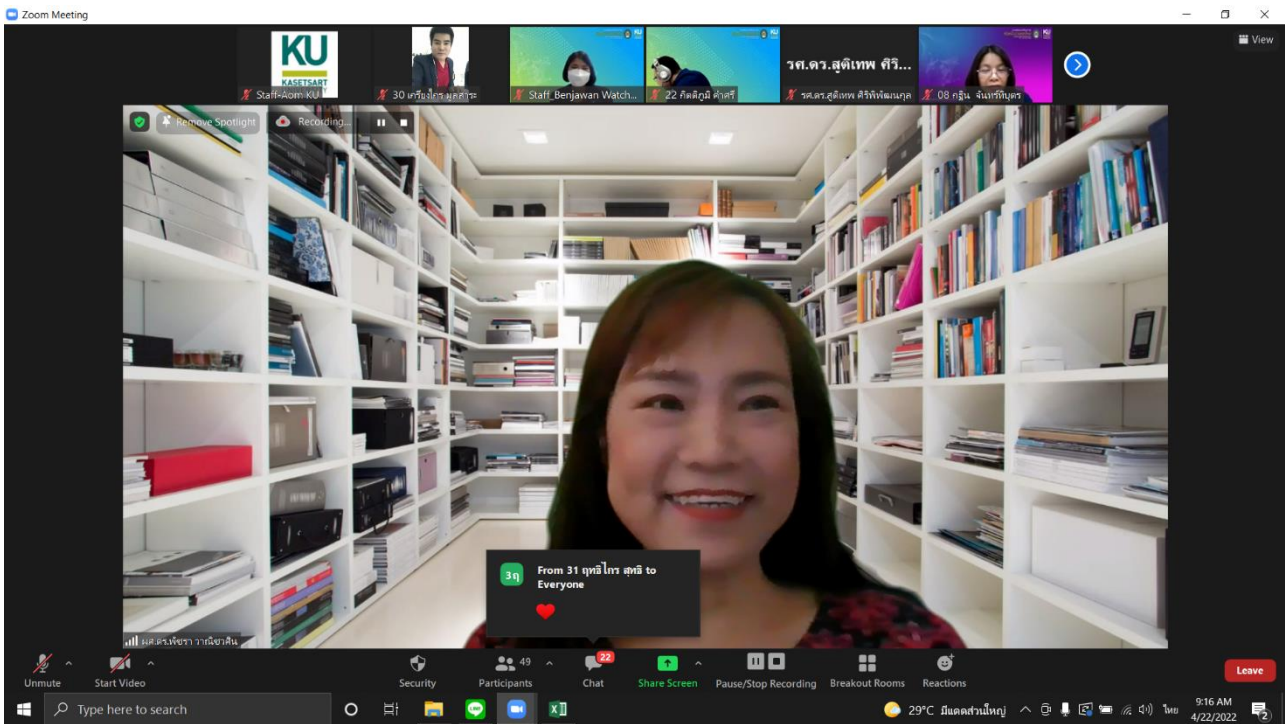 Zoom Meeting
View
KU
KASETSART
Staff-Aom KU
30 เกรียงไกร มูลสาระ
Staff_Benjawan Watch...
22 กิตติภูมิ คำศรี
รศ.ดร.สุดิเทพ ศิริ...
รศ.ดร.สุดิเทพ ศิริพิพัฒนกุล
08 กฐิน จันทร์ทิบุตร
Remove Spotlight
Recording...
3ฤ
From 31 ฤทธิไกร สุทธิ to
Everyone
ผศ.ดร.พัชรา วาณิชวศิน
Unmute
Start Video
Security
49
Participants
22
Chat
Share Screen
Pause/Stop Recording
Breakout Rooms
Reactions
Leave
Type here to search
29°C มีแดดส่วนใหญ่
ไทย
9:16 AM
4/22/2022
2